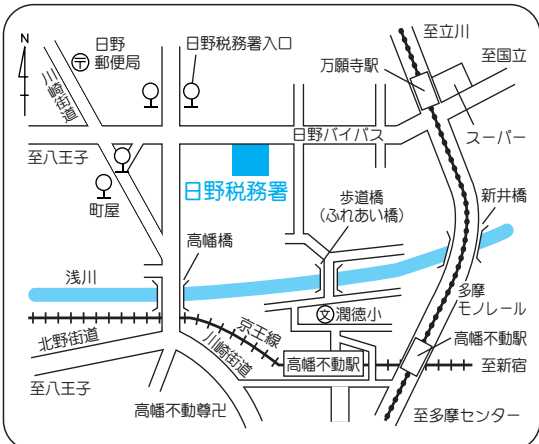 N
日野
郵便局
日野税務署入口
至立川
至国立
万願寺駅
川崎街道
日野バイパス
スーパー
至八王子
日野税務署
町屋
歩道橋
(ふれあい橋)
新井橋
高幡橋
浅川
多摩
モノレール
文
潤徳小
北野街道
京王線
川崎街道
高幡不動駅
高幡不動駅
至新宿
至八王子
高幡不動尊卍
至多摩センター